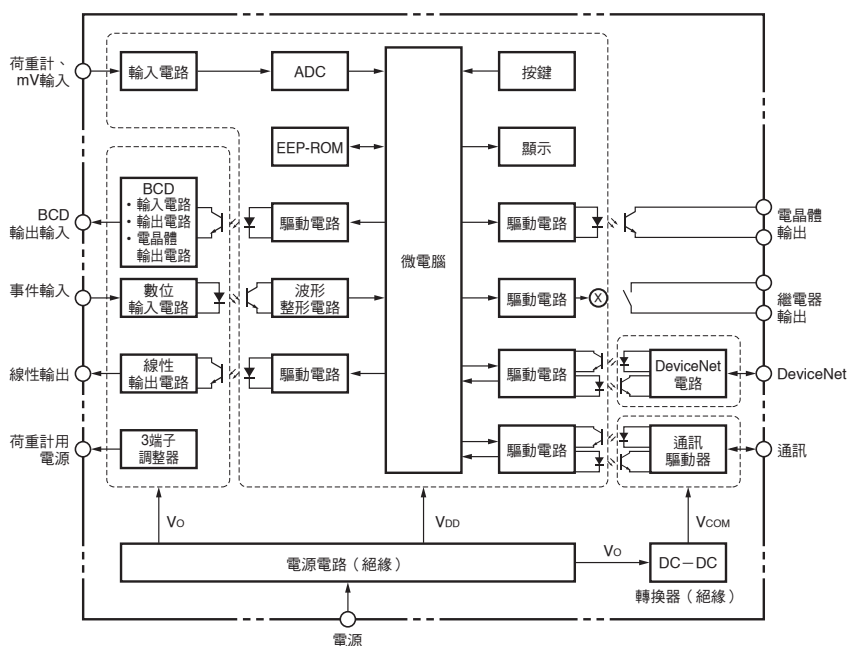 荷重計、
mV輸入
輸入電路
ADC
按鍵
EEP-ROM
顯示
微電腦
BCD
輸出輸入
BCD
・輸入電路
・輸出電路
・電晶體
輸出電路
驅動電路
驅動電路
電晶體
輸出
事件輸入
數位
輸入電路
波形
整形電路
驅動電路
X
繼電器
輸出
線性輸出
線性
輸出電路
驅動電路
驅動電路
DeviceNet
電路
DeviceNet
荷重計用
電源
3端子
調整器
驅動電路
通訊
驅動器
通訊
VO
VDD
VCOM
電源電路（絕緣）
VO
DC－DC
轉換器（絕緣）
電源